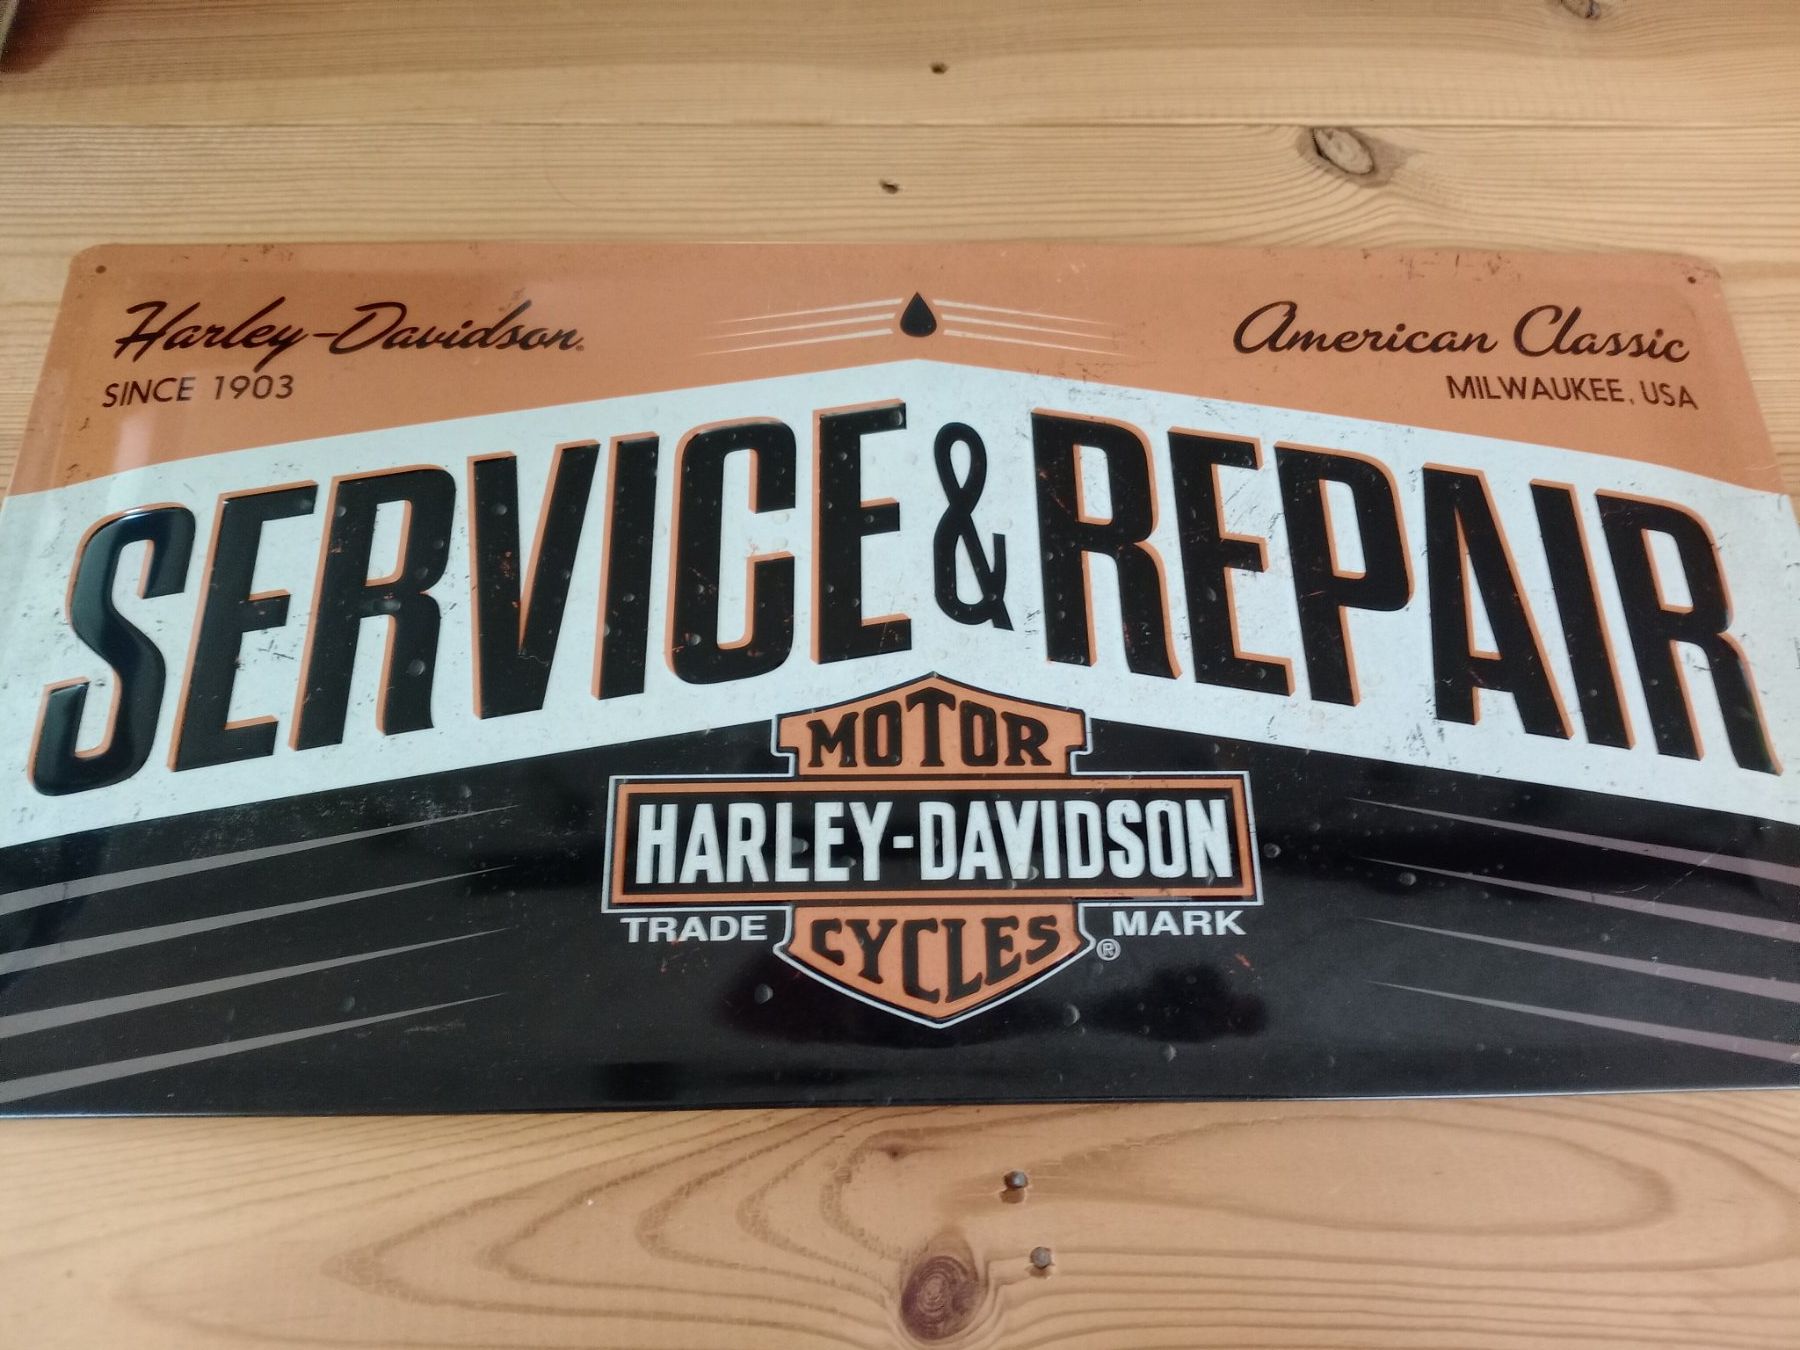 Harley-Davidson
SINCE 1903
American Classic
MILWAUKEE, USA
SERVICE & REPAIR
MOTOR
HARLEY-DAVIDSON
TRADE MARK
CYCLES
®